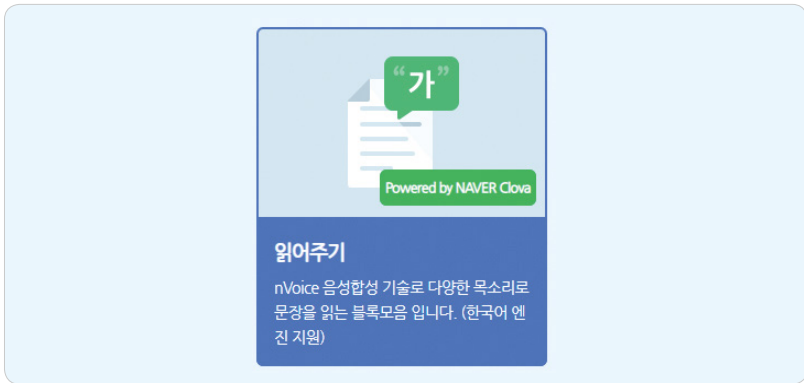 “가”
Powered by NAVER Clova
읽어주기
nVoice 음성합성 기술로 다양한 목소리로
문장을 읽는 블록모음 입니다. (한국어 엔
진 지원)